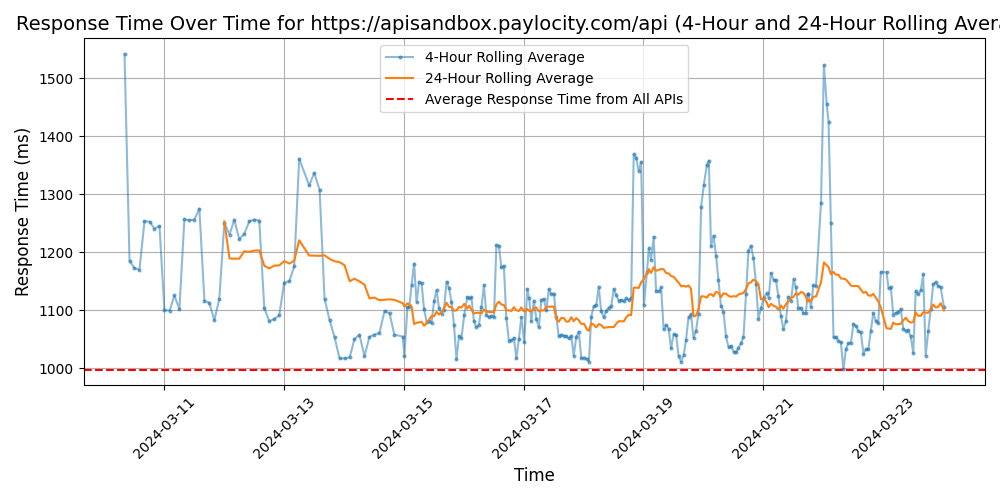 Response Time Over Time for https://apisandbox.paylocity.com/api (4-Hour and 24-Hour Rolling Avera
4-Hour Rolling Average
24-Hour Rolling Average
Average Response Time from All APIs
Response Time (ms)
1500
1400
1300
1200
1100
1000
2024-03-11
2024-03-13
2024-03-15
2024-03-17
2024-03-19
2024-03-21
2024-03-23
Time